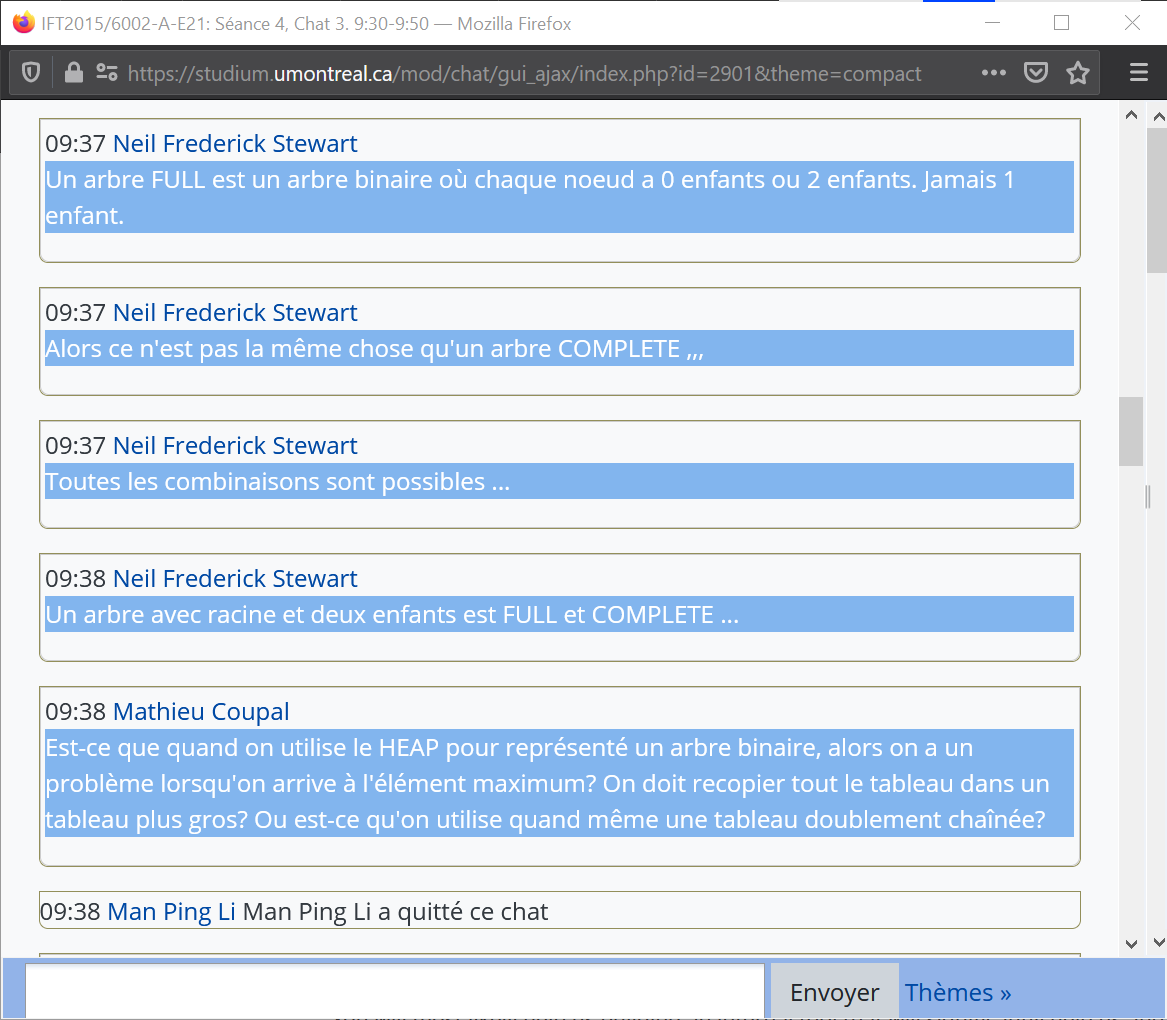 IFT2015/6002-A-E21: Séance 4, Chat 3. 9:30-9:50 — Mozilla Firefox
https://studium.umontreal.ca/mod/chat/gui_ajax/index.php?id=2901&theme=compact
09:37 Neil Frederick Stewart
Un arbre FULL est un arbre binaire où chaque noeud a 0 enfants ou 2 enfants. Jamais 1
enfant.
09:37 Neil Frederick Stewart
Alors ce n'est pas la même chose qu'un arbre COMPLETE ,,,
09:37 Neil Frederick Stewart
Toutes les combinaisons sont possibles ...
09:38 Neil Frederick Stewart
Un arbre avec racine et deux enfants est FULL et COMPLETE ...
09:38 Mathieu Coupal
Est-ce que quand on utilise le HEAP pour représenté un arbre binaire, alors on a un
problème lorsqu'on arrive à l'élément maximum? On doit recopier tout le tableau dans un
tableau plus gros? Ou est-ce qu'on utilise quand même une tableau doublement chaînée?
09:38 Man Ping Li Man Ping Li a quitté ce chat
Envoyer Thèmes »